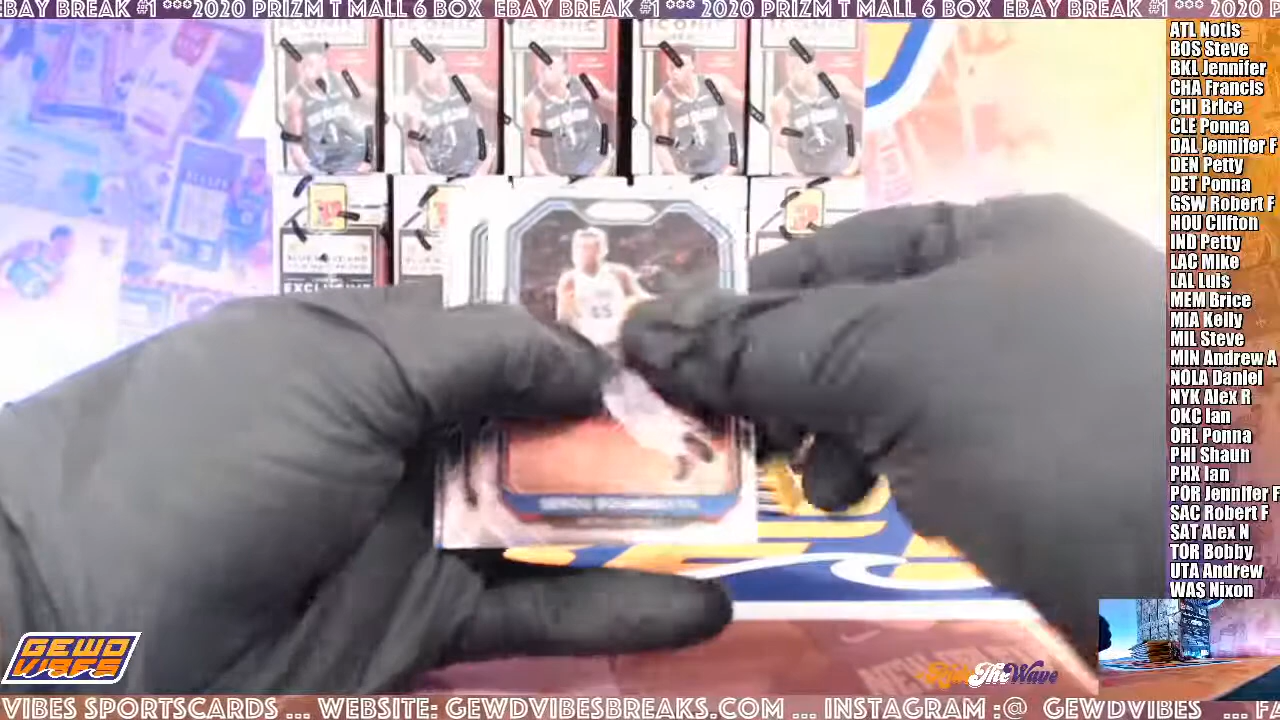 EBAY BREAK #1 ***2020 PRIZM T MALL 6 BOX EBAY BREAK #1 *** 2020 PRIZM T MALL 6 BOX EBAY BREAK #1 *** 2020 P
ATL Notis
BOS Steve
BKL Jennifer
CHA Francis
CHI Brice
CLE Ponna
DAL Jennifer F
DEN Petty
DET Ponna
GSW Robert F
HOU Clifton
IND Petty
LAC Mike
LAL Luis
MEM Brice
MIA Kelly
MIL Steve
MIN Andrew A
NOLA Daniel
NYK Alex R
OKC Ian
ORL Ponna
PHI Shaun
PHX Ian
POR Jennifer F
SAC Robert F
SAT Alex N
TOR Bobby
UTA Andrew
WAS Nixon
ICONIC
EXCLUSIVE
GEWD
VIBES
RideTheWave
VIBES SPORTSCARDS ... WEBSITE: GEWDVIBESBREAKS.COM ... INSTAGRAM :@ GEWDVIBES ... FA